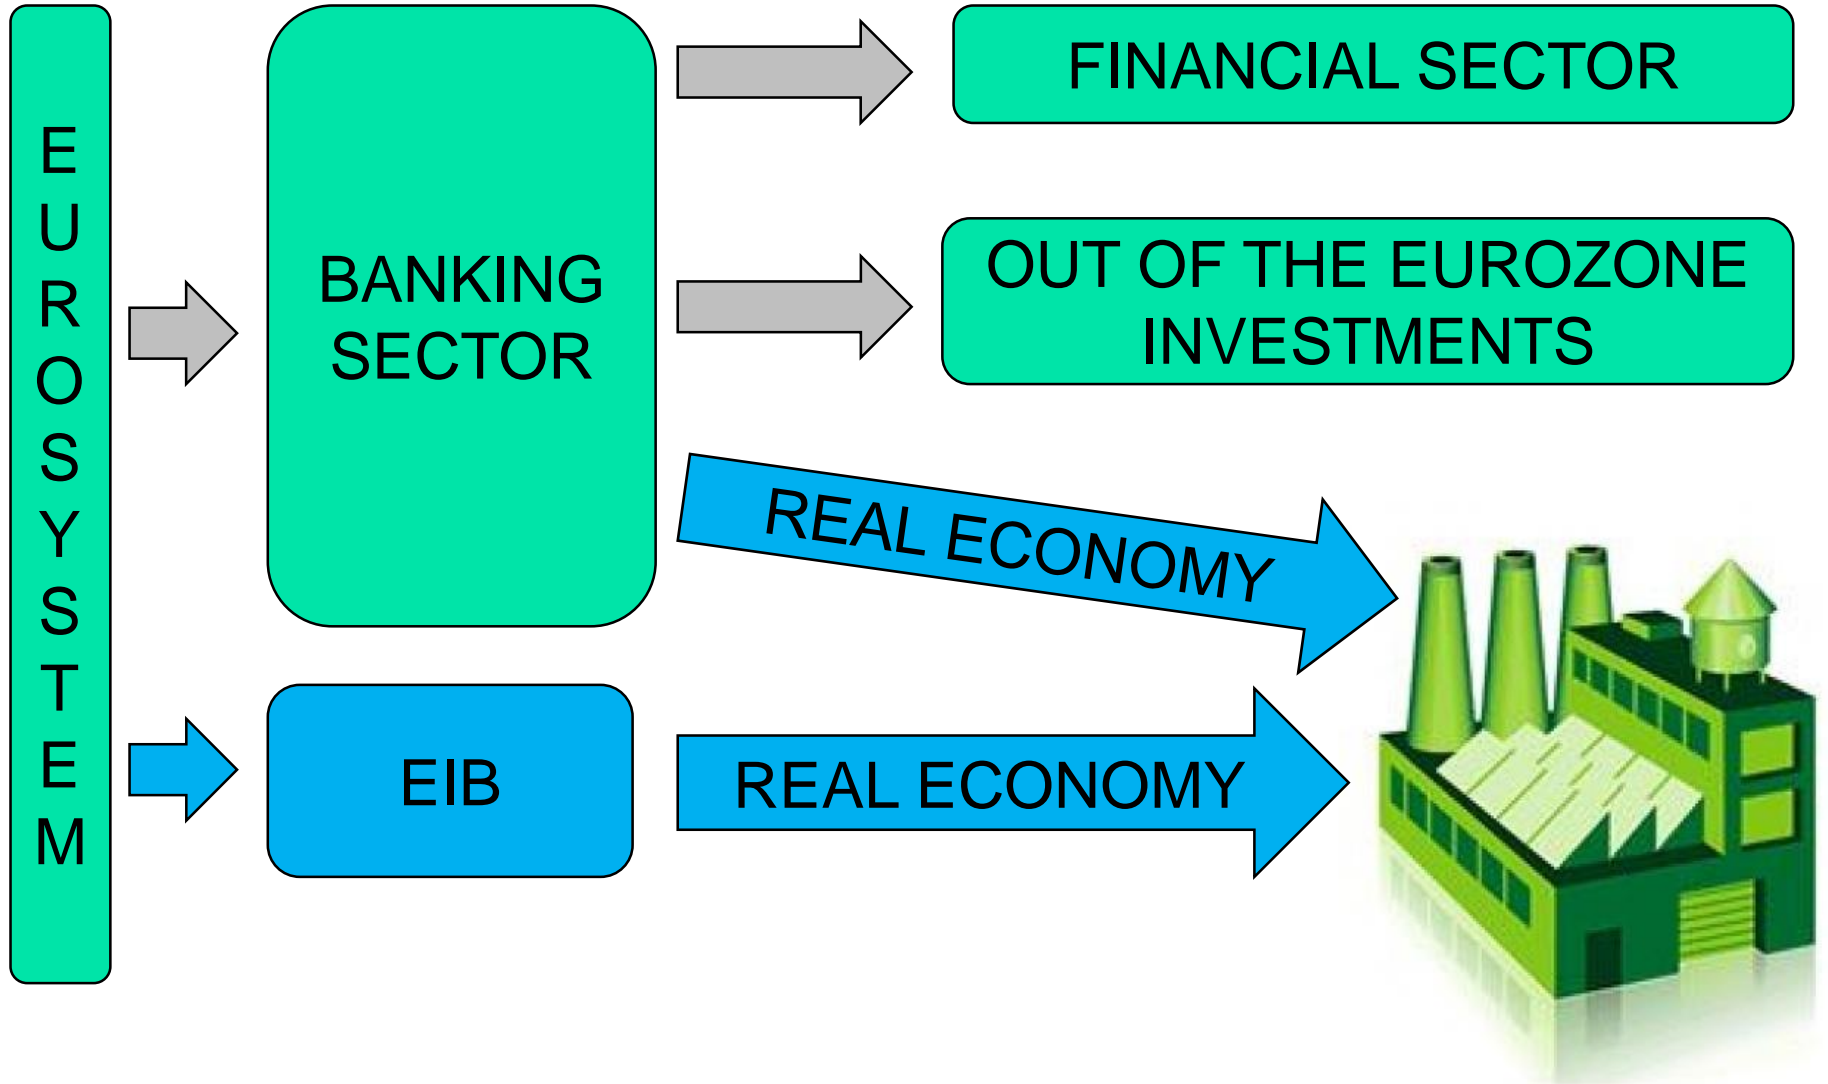 EUROSYSTEM
BANKING
SECTOR
FINANCIAL SECTOR
OUT OF THE EUROZONE
INVESTMENTS
REAL ECONOMY
EIB
REAL ECONOMY